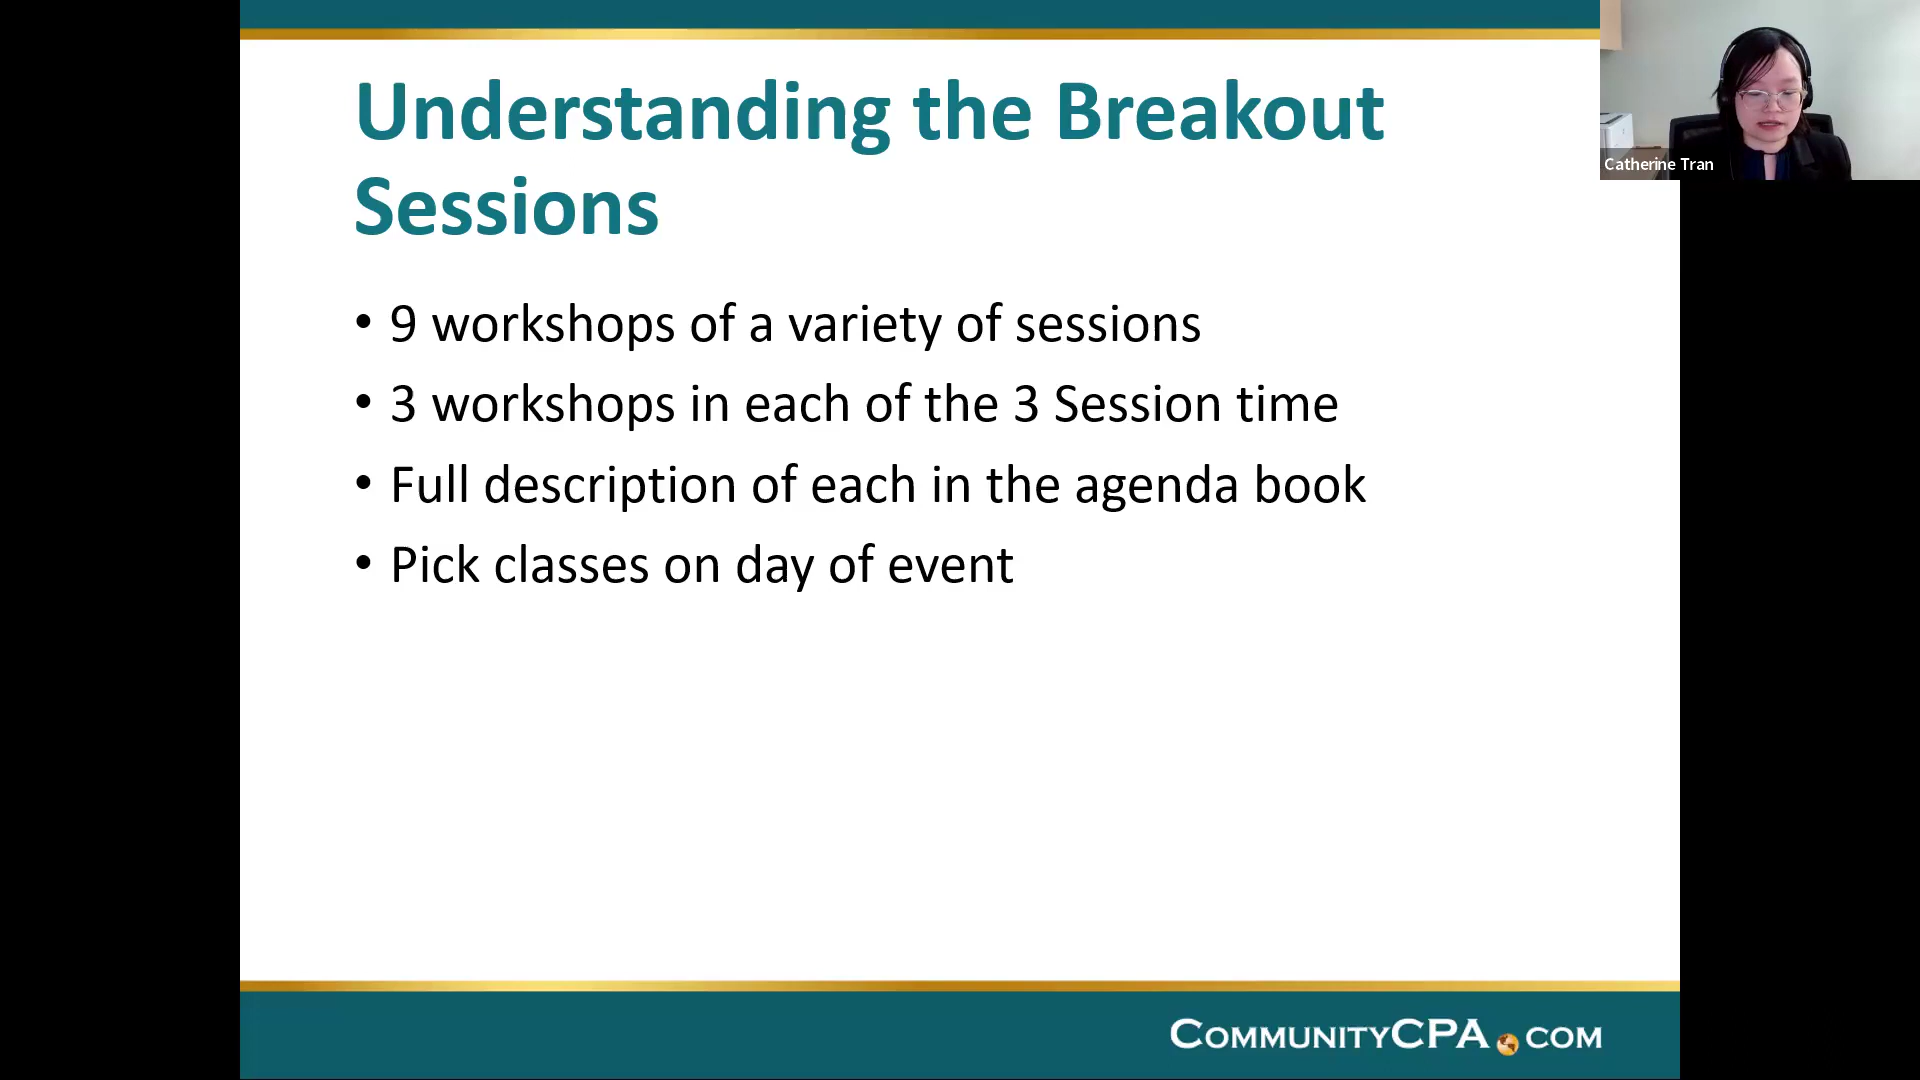 Understanding the Breakout
Sessions
• 9 workshops of a variety of sessions
• 3 workshops in each of the 3 Session time
• Full description of each in the agenda book
• Pick classes on day of event
Catherine Tran
COMMUNITYCPA.COM